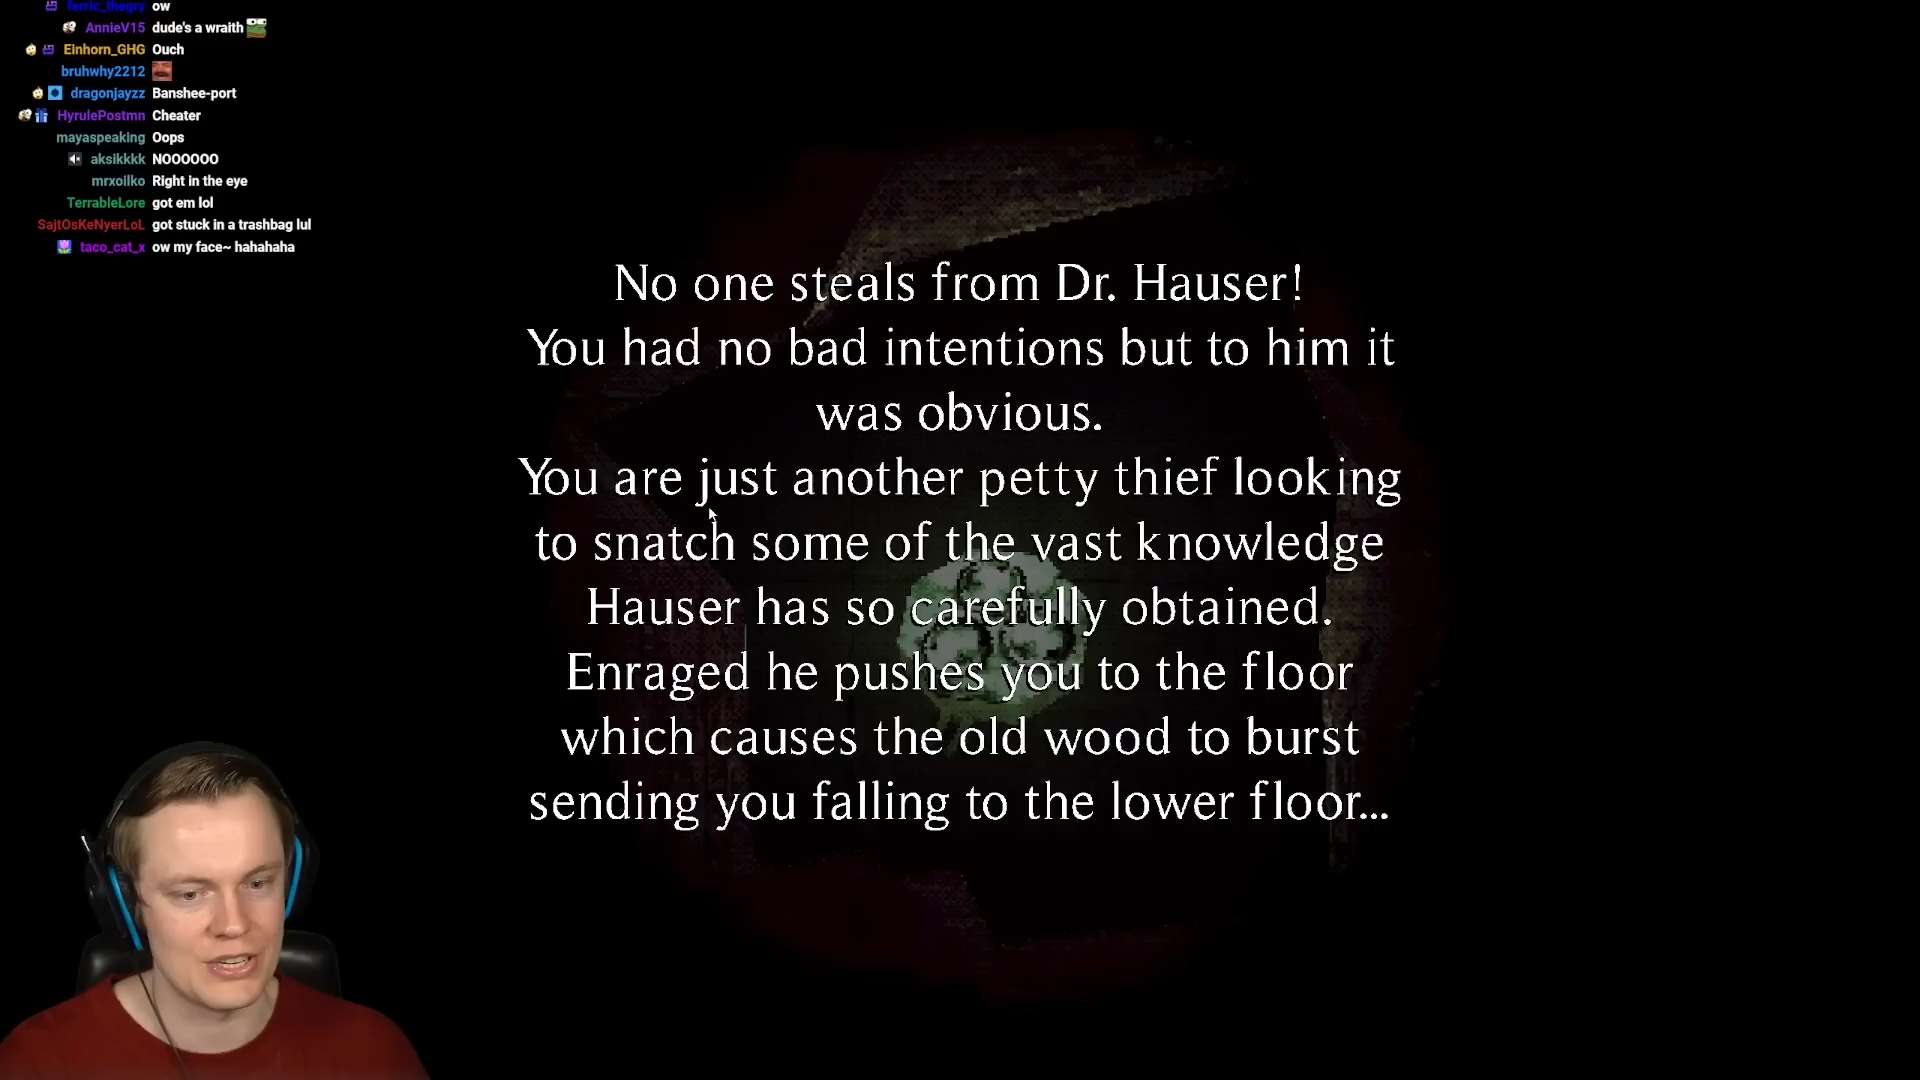 ferric_thegry ow
AnnieV15 dude's a wraith
Einhorn_GHG Ouch
bruhwhy2212
dragonjayzz Banshee-port
HyrulePostmn Cheater
mayaspeaking Oops
aksikkkk NOOOOOO
mrxoilko Right in the eye
TerrableLore got em lol
SajtOsKeNyerLoL got stuck in a trashbag lul
taco_cat_x ow my face~ hahahaha
No one steals from Dr. Hauser!
You had no bad intentions but to him it
was obvious.
You are just another petty thief looking
to snatch some of the vast knowledge
Hauser has so carefully obtained.
Enraged he pushes you to the floor
which causes the old wood to burst
sending you falling to the lower floor...